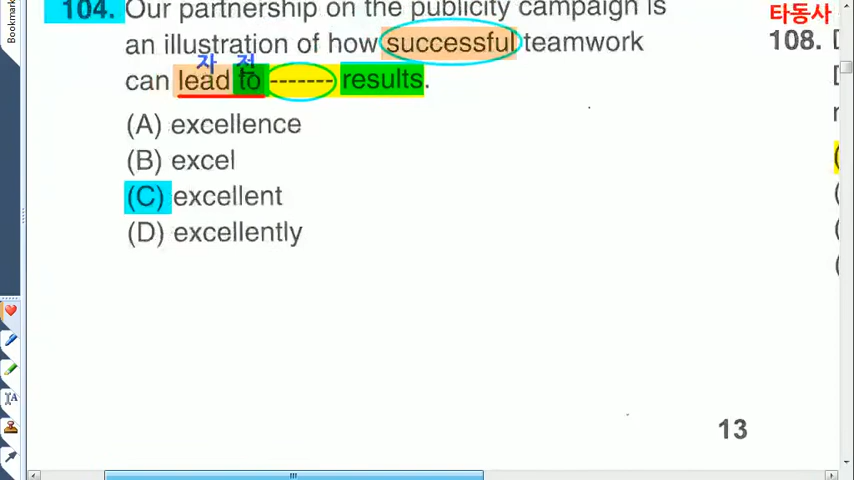 Bookmar
104. Our partnership on the publicity campaign is
an illustration of how successful teamwork
자 전
can lead to ------- results.
(A) excellence
(B) excel
(C) excellent
(D) excellently
타동사
108.
13